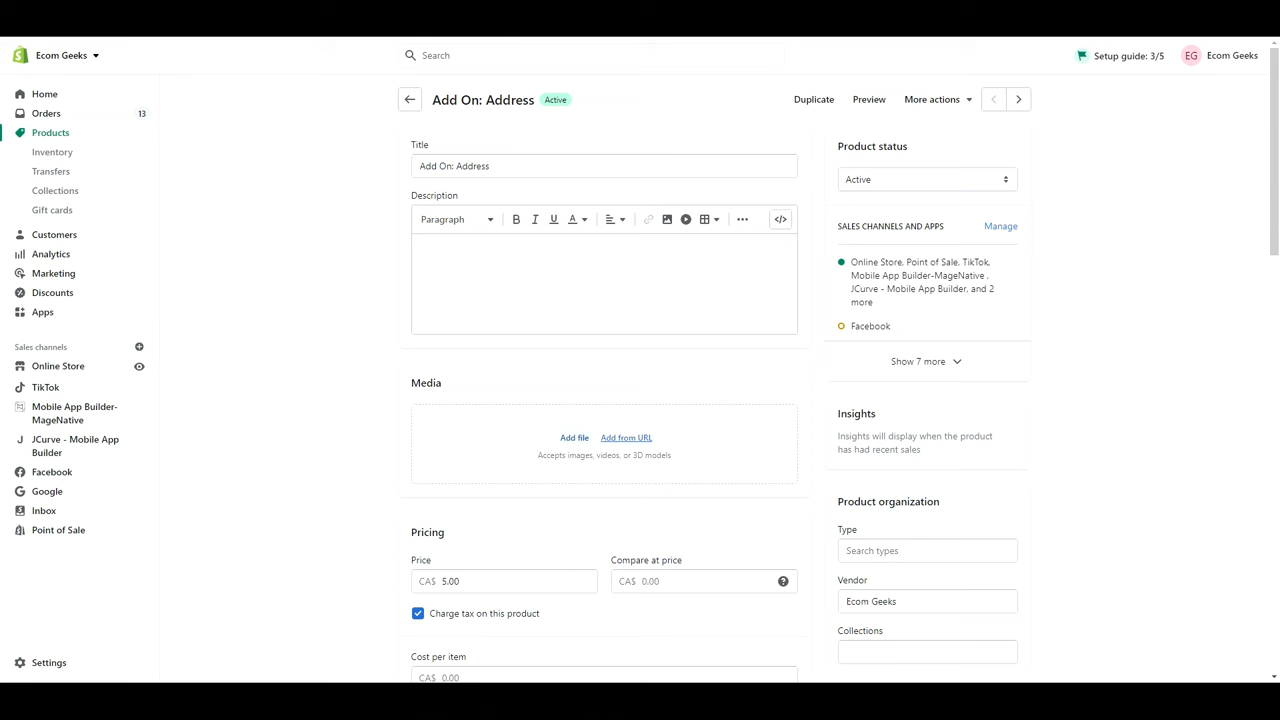 Ecom Geeks
Search
Setup guide: 3/5
EG
Ecom Geeks
Home
Orders
13
Products
Inventory
Transfers
Collections
Gift cards
Customers
Analytics
Marketing
Discounts
Apps
Sales channels
Online Store
TikTok
Mobile App Builder-
MageNative
J
JCurve - Mobile App
Builder
Facebook
Google
Inbox
Point of Sale
Settings
Add On: Address
Active
Duplicate
Preview
More actions
Title
Add On: Address
Description
Paragraph
B
I
U
A
</>
Media
Add file
Add from URL
Accepts images, videos, or 3D models
Pricing
Price
Compare at price
CA$ 5.00
CA$ 0.00
?
Charge tax on this product
Cost per item
CA$ 0.00
Product status
Active
SALES CHANNELS AND APPS
Manage
Online Store, Point of Sale, TikTok,
Mobile App Builder-MageNative ,
JCurve - Mobile App Builder, and 2
more
Facebook
Show 7 more
Insights
Insights will display when the product
has had recent sales
Product organization
Type
Search types
Vendor
Ecom Geeks
Collections